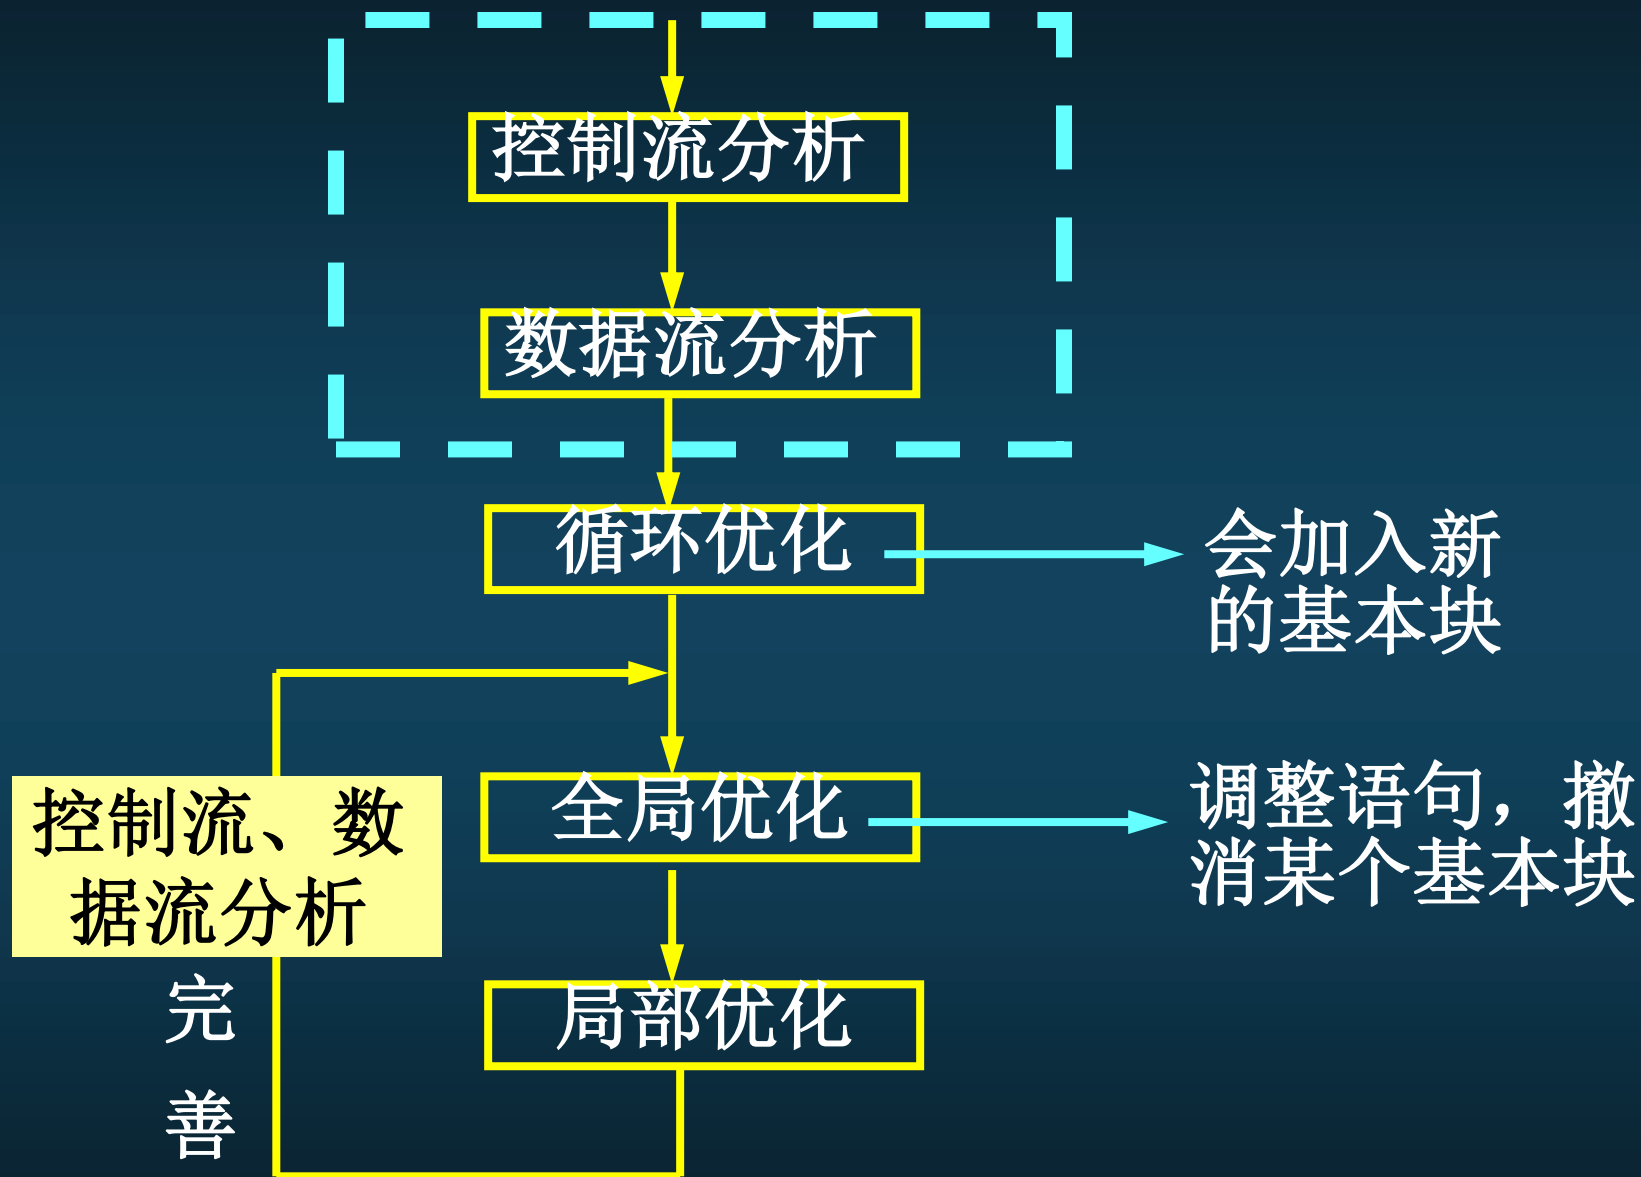 控制流分析
数据流分析
循环优化
会加入新
的基本块
全局优化
调整语句，撤
消某个基本块
控制流、数
据流分析
局部优化
完
善